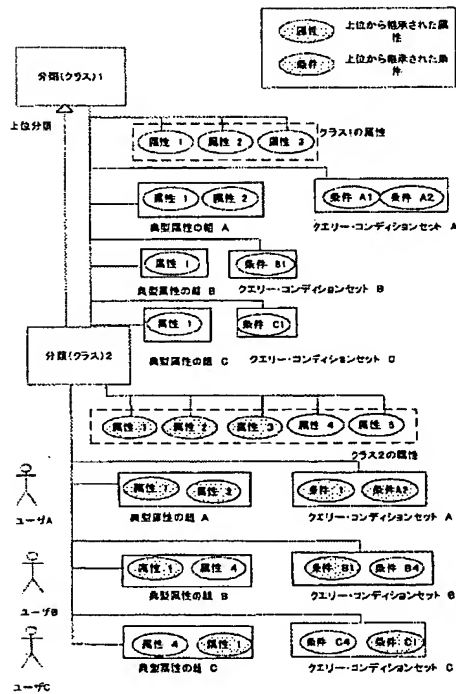 属性 上位から継承された属性
条件 上位から継承された条件
分類(クラス)1
上位分類
属性 1 属性 2 属性 3
クラス1の属性
属性 1 属性 2
条件 A1 条件 A2
典型属性の組 A
クエリー・コンディションセット A
属性 1
条件 B1
典型属性の組 B
クエリー・コンディションセット B
属性 1
条件 C1
典型属性の組 C
クエリー・コンディションセット C
分類(クラス)2
属性 1 属性 2 属性 3 属性 4 属性 5
クラス2の属性
ユーザA
属性 1 属性 2
条件 1 条件 A2
典型属性の組 A
クエリー・コンディションセット A
ユーザB
属性 1 属性 4
条件 B1 条件 B4
典型属性の組 B
クエリー・コンディションセット B
ユーザC
属性 4 属性 1
条件 C4 条件 C1
典型属性の組 C
クエリー・コンディションセット C